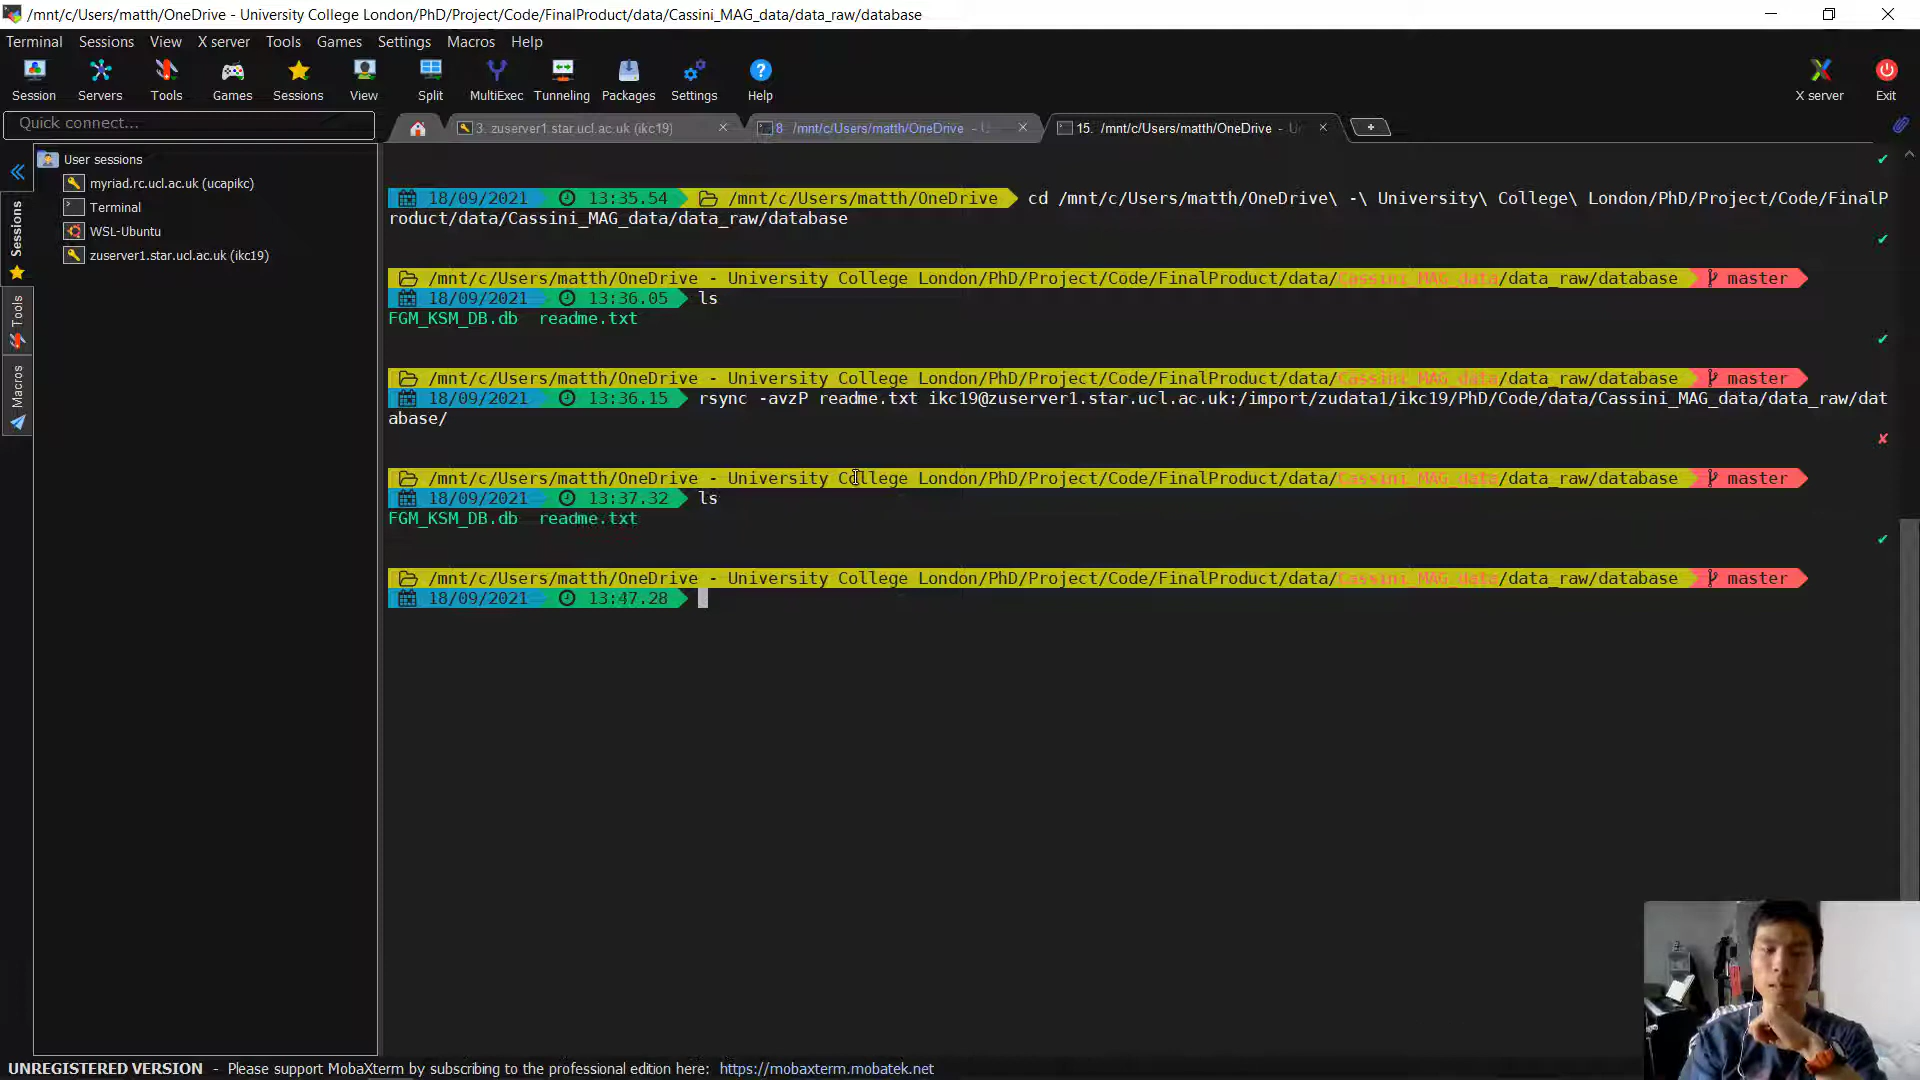 /mnt/c/Users/matth/OneDrive - University College London/PhD/Project/Code/FinalProduct/data/Cassini_MAG_data/data_raw/database
Terminal Sessions View X server Tools Games Settings Macros Help
Session Servers Tools Games Sessions View Split MultiExec Tunneling Packages Settings Help X server Exit
Quick connect...
3. zuserver1.star.ucl.ac.uk (ikc19)
8. /mnt/c/Users/matth/OneDrive - U
15. /mnt/c/Users/matth/OneDrive - Un
Sessions
Tools
Macros
User sessions
myriad.rc.ucl.ac.uk (ucapikc)
Terminal
WSL-Ubuntu
zuserver1.star.ucl.ac.uk (ikc19)
18/09/2021 13:35.54 /mnt/c/Users/matth/OneDrive cd /mnt/c/Users/matth/OneDrive\ -\ University\ College\ London/PhD/Project/Code/FinalP
roduct/data/Cassini_MAG_data/data_raw/database
/mnt/c/Users/matth/OneDrive - University College London/PhD/Project/Code/FinalProduct/data/Cassini_MAG_data/data_raw/database master
18/09/2021 13:36.05 ls
FGM_KSM_DB.db readme.txt
/mnt/c/Users/matth/OneDrive - University College London/PhD/Project/Code/FinalProduct/data/Cassini_MAG_data/data_raw/database master
18/09/2021 13:36.15 rsync -avzP readme.txt ikc19@zuserver1.star.ucl.ac.uk:/import/zudata1/ikc19/PhD/Code/data/Cassini_MAG_data/data_raw/dat
abase/
/mnt/c/Users/matth/OneDrive - University College London/PhD/Project/Code/FinalProduct/data/Cassini_MAG_data/data_raw/database master
18/09/2021 13:37.32 ls
FGM_KSM_DB.db readme.txt
/mnt/c/Users/matth/OneDrive - University College London/PhD/Project/Code/FinalProduct/data/Cassini_MAG_data/data_raw/database master
18/09/2021 13:47.28
UNREGISTERED VERSION - Please support MobaXterm by subscribing to the professional edition here: https://mobaxterm.mobatek.net